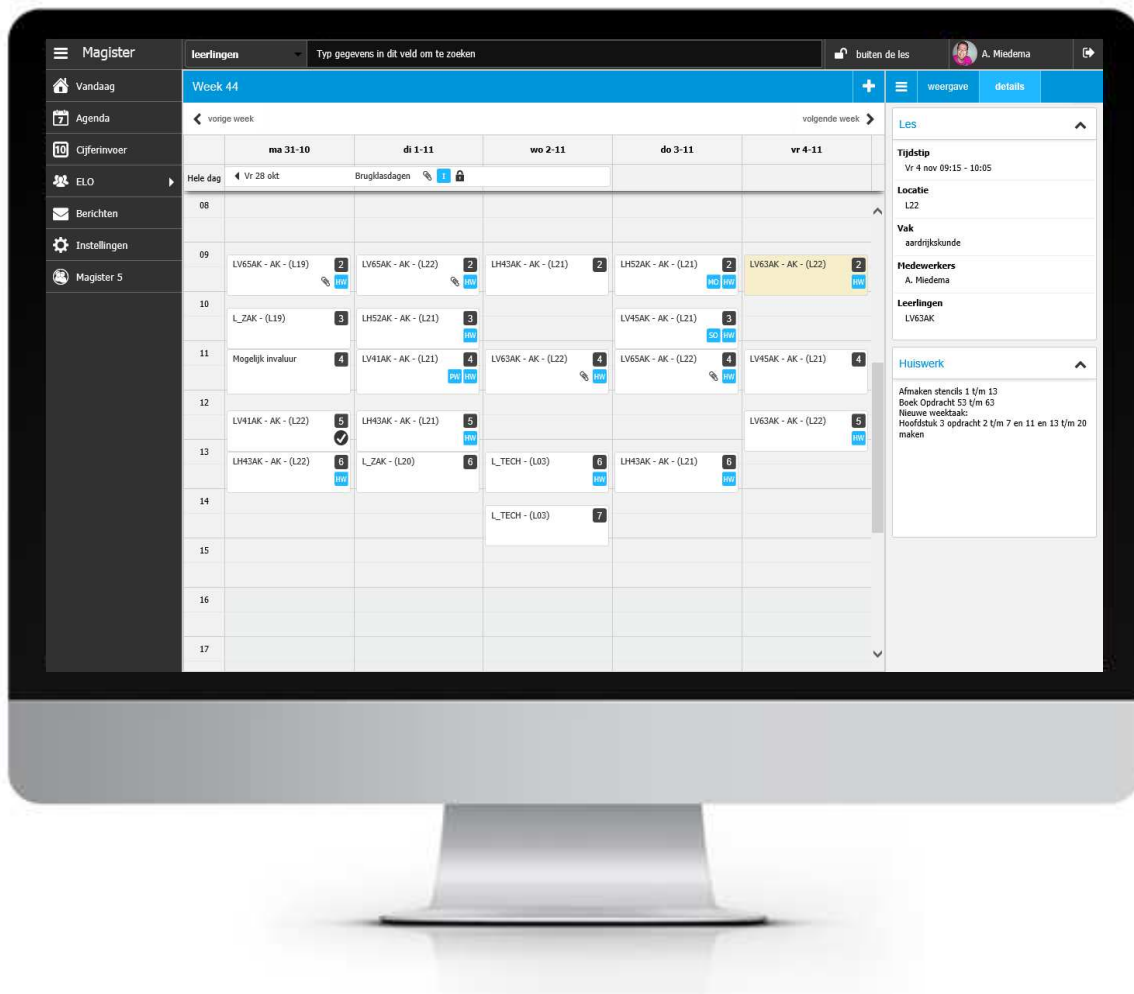 Magister
leerlingen
Typ gegevens in dit veld om te zoeken
buiten de les
A. Miedema
Vandaag
7 Agenda
10 Cijferinvoer
ELO
Berichten
Instellingen
Magister 5
Week 44
+
weergave
details
vorige week
volgende week
ma 31-10
di 1-11
wo 2-11
do 3-11
vr 4-11
Hele dag
Vr 28 okt
Brugklasdagen
I
08
09
LV65AK - AK - (L19) 2
HW
LV65AK - AK - (L22) 2
HW
LH43AK - AK - (L21) 2
LH52AK - AK - (L21) 2
MO HW
LV63AK - AK - (L22) 2
HW
10
L_ZAK - (L19) 3
LH52AK - AK - (L21) 3
HW
LV45AK - AK - (L21) 3
SO HW
11
Mogelijk invaluur 4
LV41AK - AK - (L21) 4
PW HW
LV63AK - AK - (L22) 4
HW
LV65AK - AK - (L22) 4
HW
LV45AK - AK - (L21) 4
12
LV41AK - AK - (L22) 5
LH43AK - AK - (L21) 5
HW
LV63AK - AK - (L22) 5
HW
13
LH43AK - AK - (L22) 6
HW
L_ZAK - (L20) 6
L_TECH - (L03) 6
HW
LH43AK - AK - (L21) 6
HW
14
L_TECH - (L03) 7
15
16
17
Les
Tijdstip
Vr 4 nov 09:15 - 10:05
Locatie
L22
Vak
aardrijkskunde
Medewerkers
A. Miedema
Leerlingen
LV63AK
Huiswerk
Afmaken stencils 1 t/m 13
Boek Opdracht 53 t/m 63
Nieuwe weektaak:
Hoofdstuk 3 opdracht 2 t/m 7 en 11 en 13 t/m 20
maken